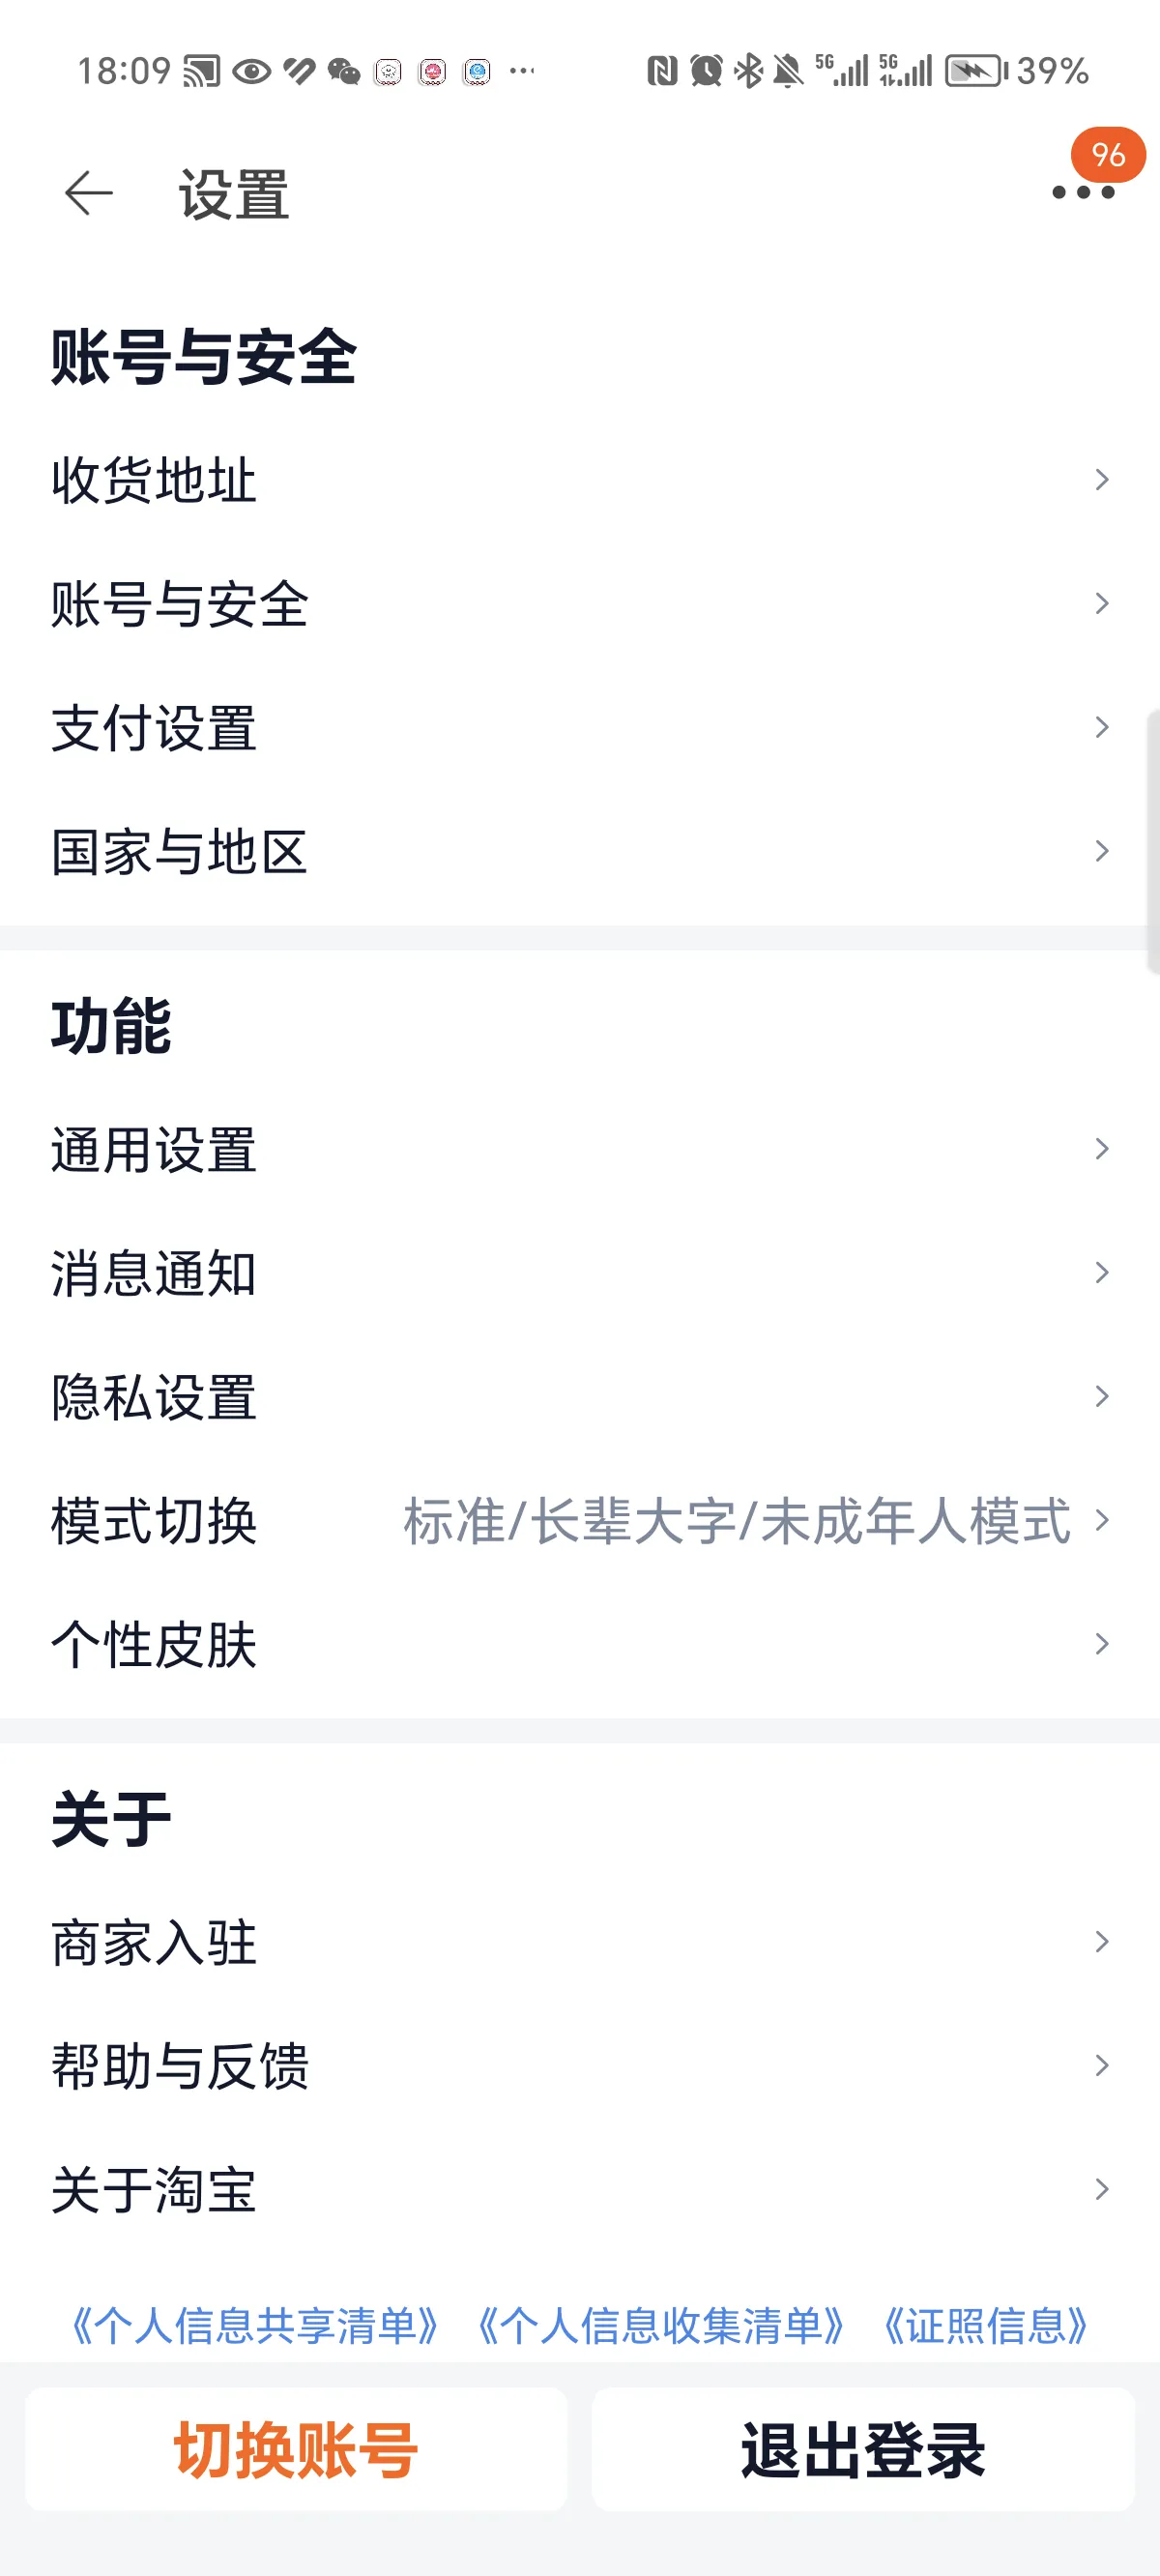 18:09 5G 5G 39%
设置
96
账号与安全
收货地址
账号与安全
支付设置
国家与地区
功能
通用设置
消息通知
隐私设置
模式切换 标准/长辈大字/未成年人模式
个性皮肤
关于
商家入驻
帮助与反馈
关于淘宝
《个人信息共享清单》 《个人信息收集清单》 《证照信息》
切换账号 退出登录